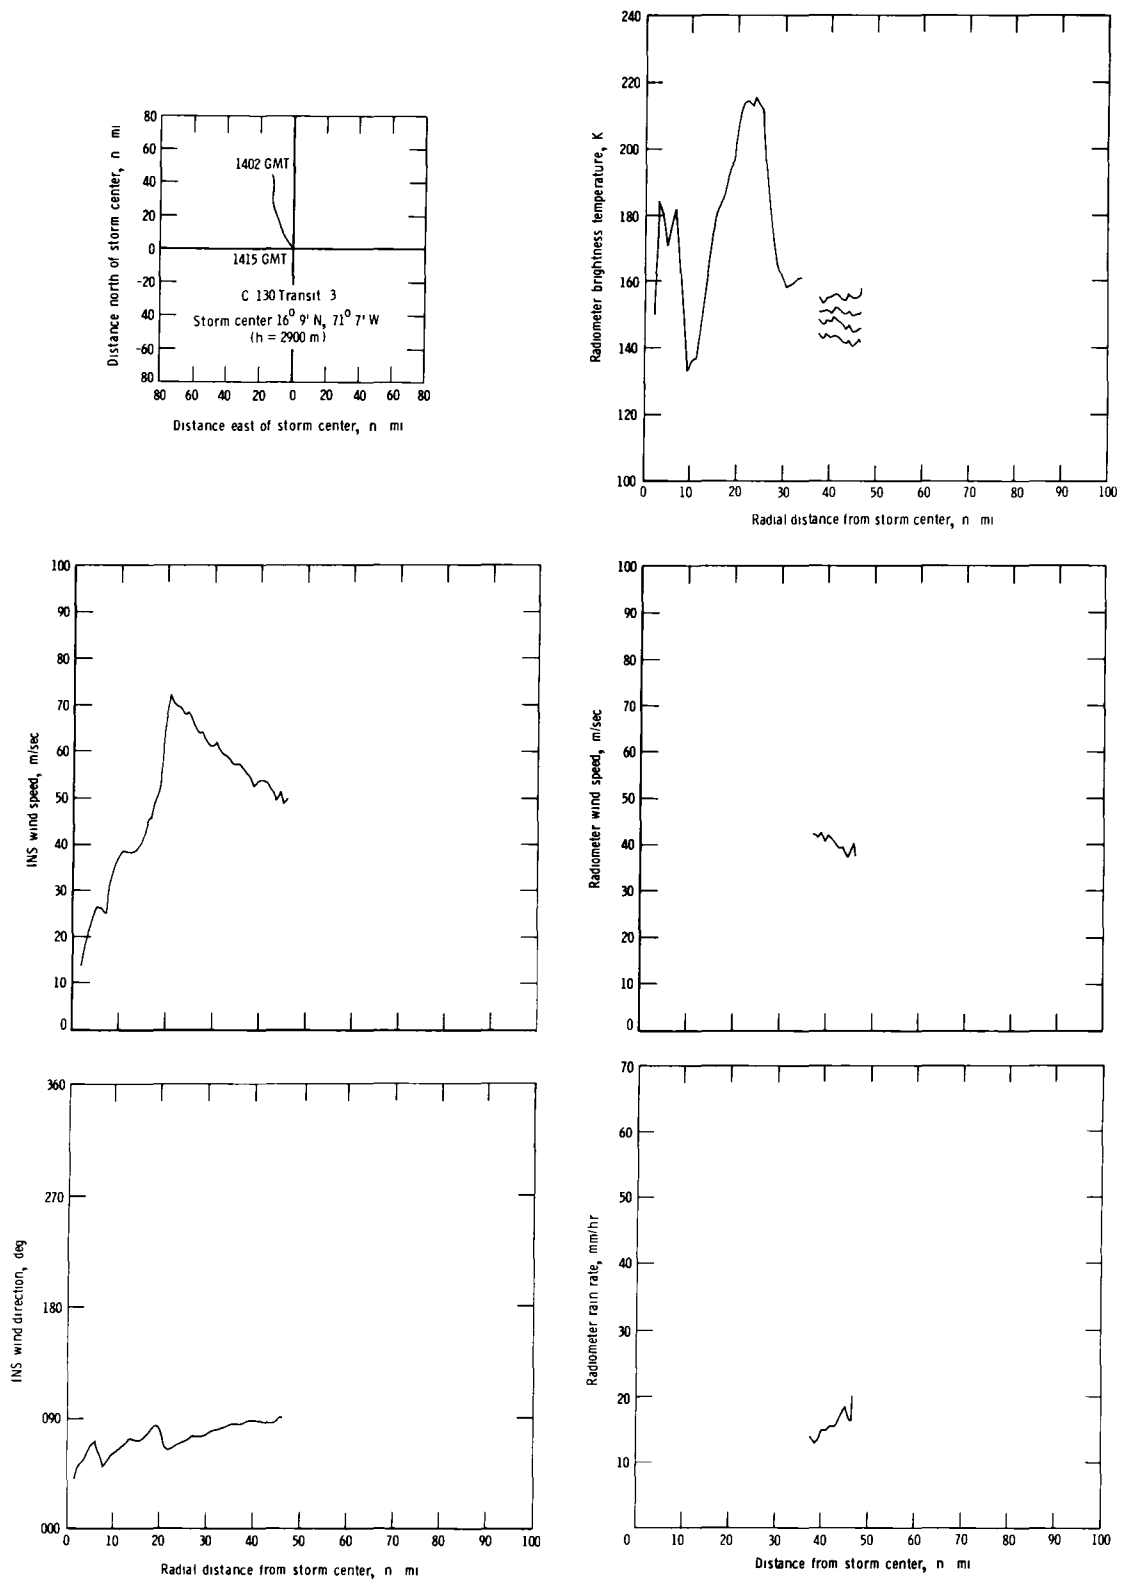 80
60
40
20
0
-20
-40
-60
80
Distance north of storm center, n mi
1402 GMT
1415 GMT
C 130 Transit 3
Storm center 16° 9' N, 71° 7' W
(h = 2900 m)
80 60 40 20 0 20 40 60 80
Distance east of storm center, n mi
240
220
200
180
160
140
120
100
Radiometer brightness temperature, K
0 10 20 30 40 50 60 70 80 90 100
Radial distance from storm center, n mi
100
90
80
70
60
50
40
30
20
10
0
INS wind speed, m/sec
100
90
80
70
60
50
40
30
20
10
0
Radiometer wind speed, m/sec
360
270
180
090
000
INS wind direction, deg
0 10 20 30 40 50 60 70 80 90 100
Radial distance from storm center, n mi
70
60
50
40
30
20
10
0
Radiometer rain rate, mm/hr
10 20 30 40 50 60 70 80 90 100
Distance from storm center, n mi